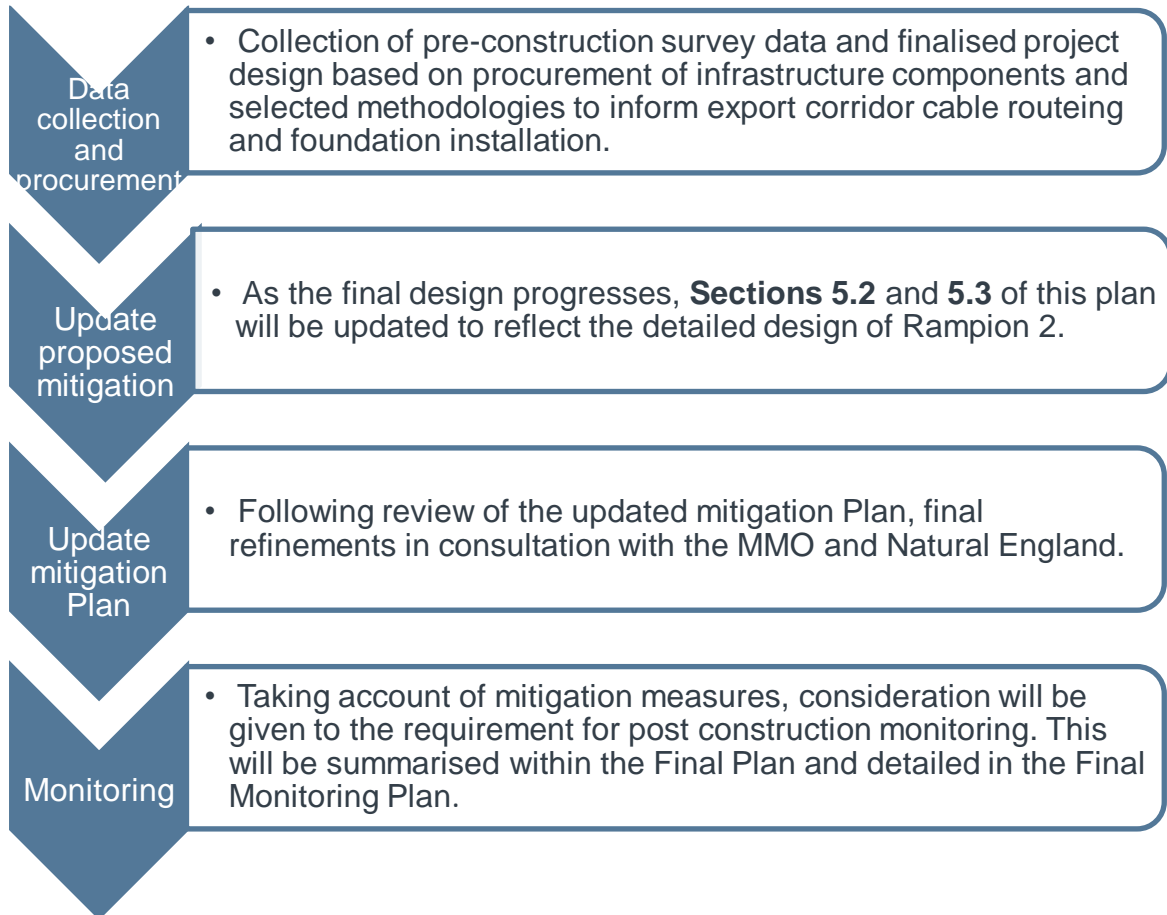 Data
collection
and
procurement
• Collection of pre-construction survey data and finalised project
design based on procurement of infrastructure components and
selected methodologies to inform export corridor cable routeing
and foundation installation.
Update
proposed
mitigation
• As the final design progresses, Sections 5.2 and 5.3 of this plan
will be updated to reflect the detailed design of Rampion 2.
Update
mitigation
Plan
• Following review of the updated mitigation Plan, final
refinements in consultation with the MMO and Natural England.
Monitoring
• Taking account of mitigation measures, consideration will be
given to the requirement for post construction monitoring. This
will be summarised within the Final Plan and detailed in the Final
Monitoring Plan.